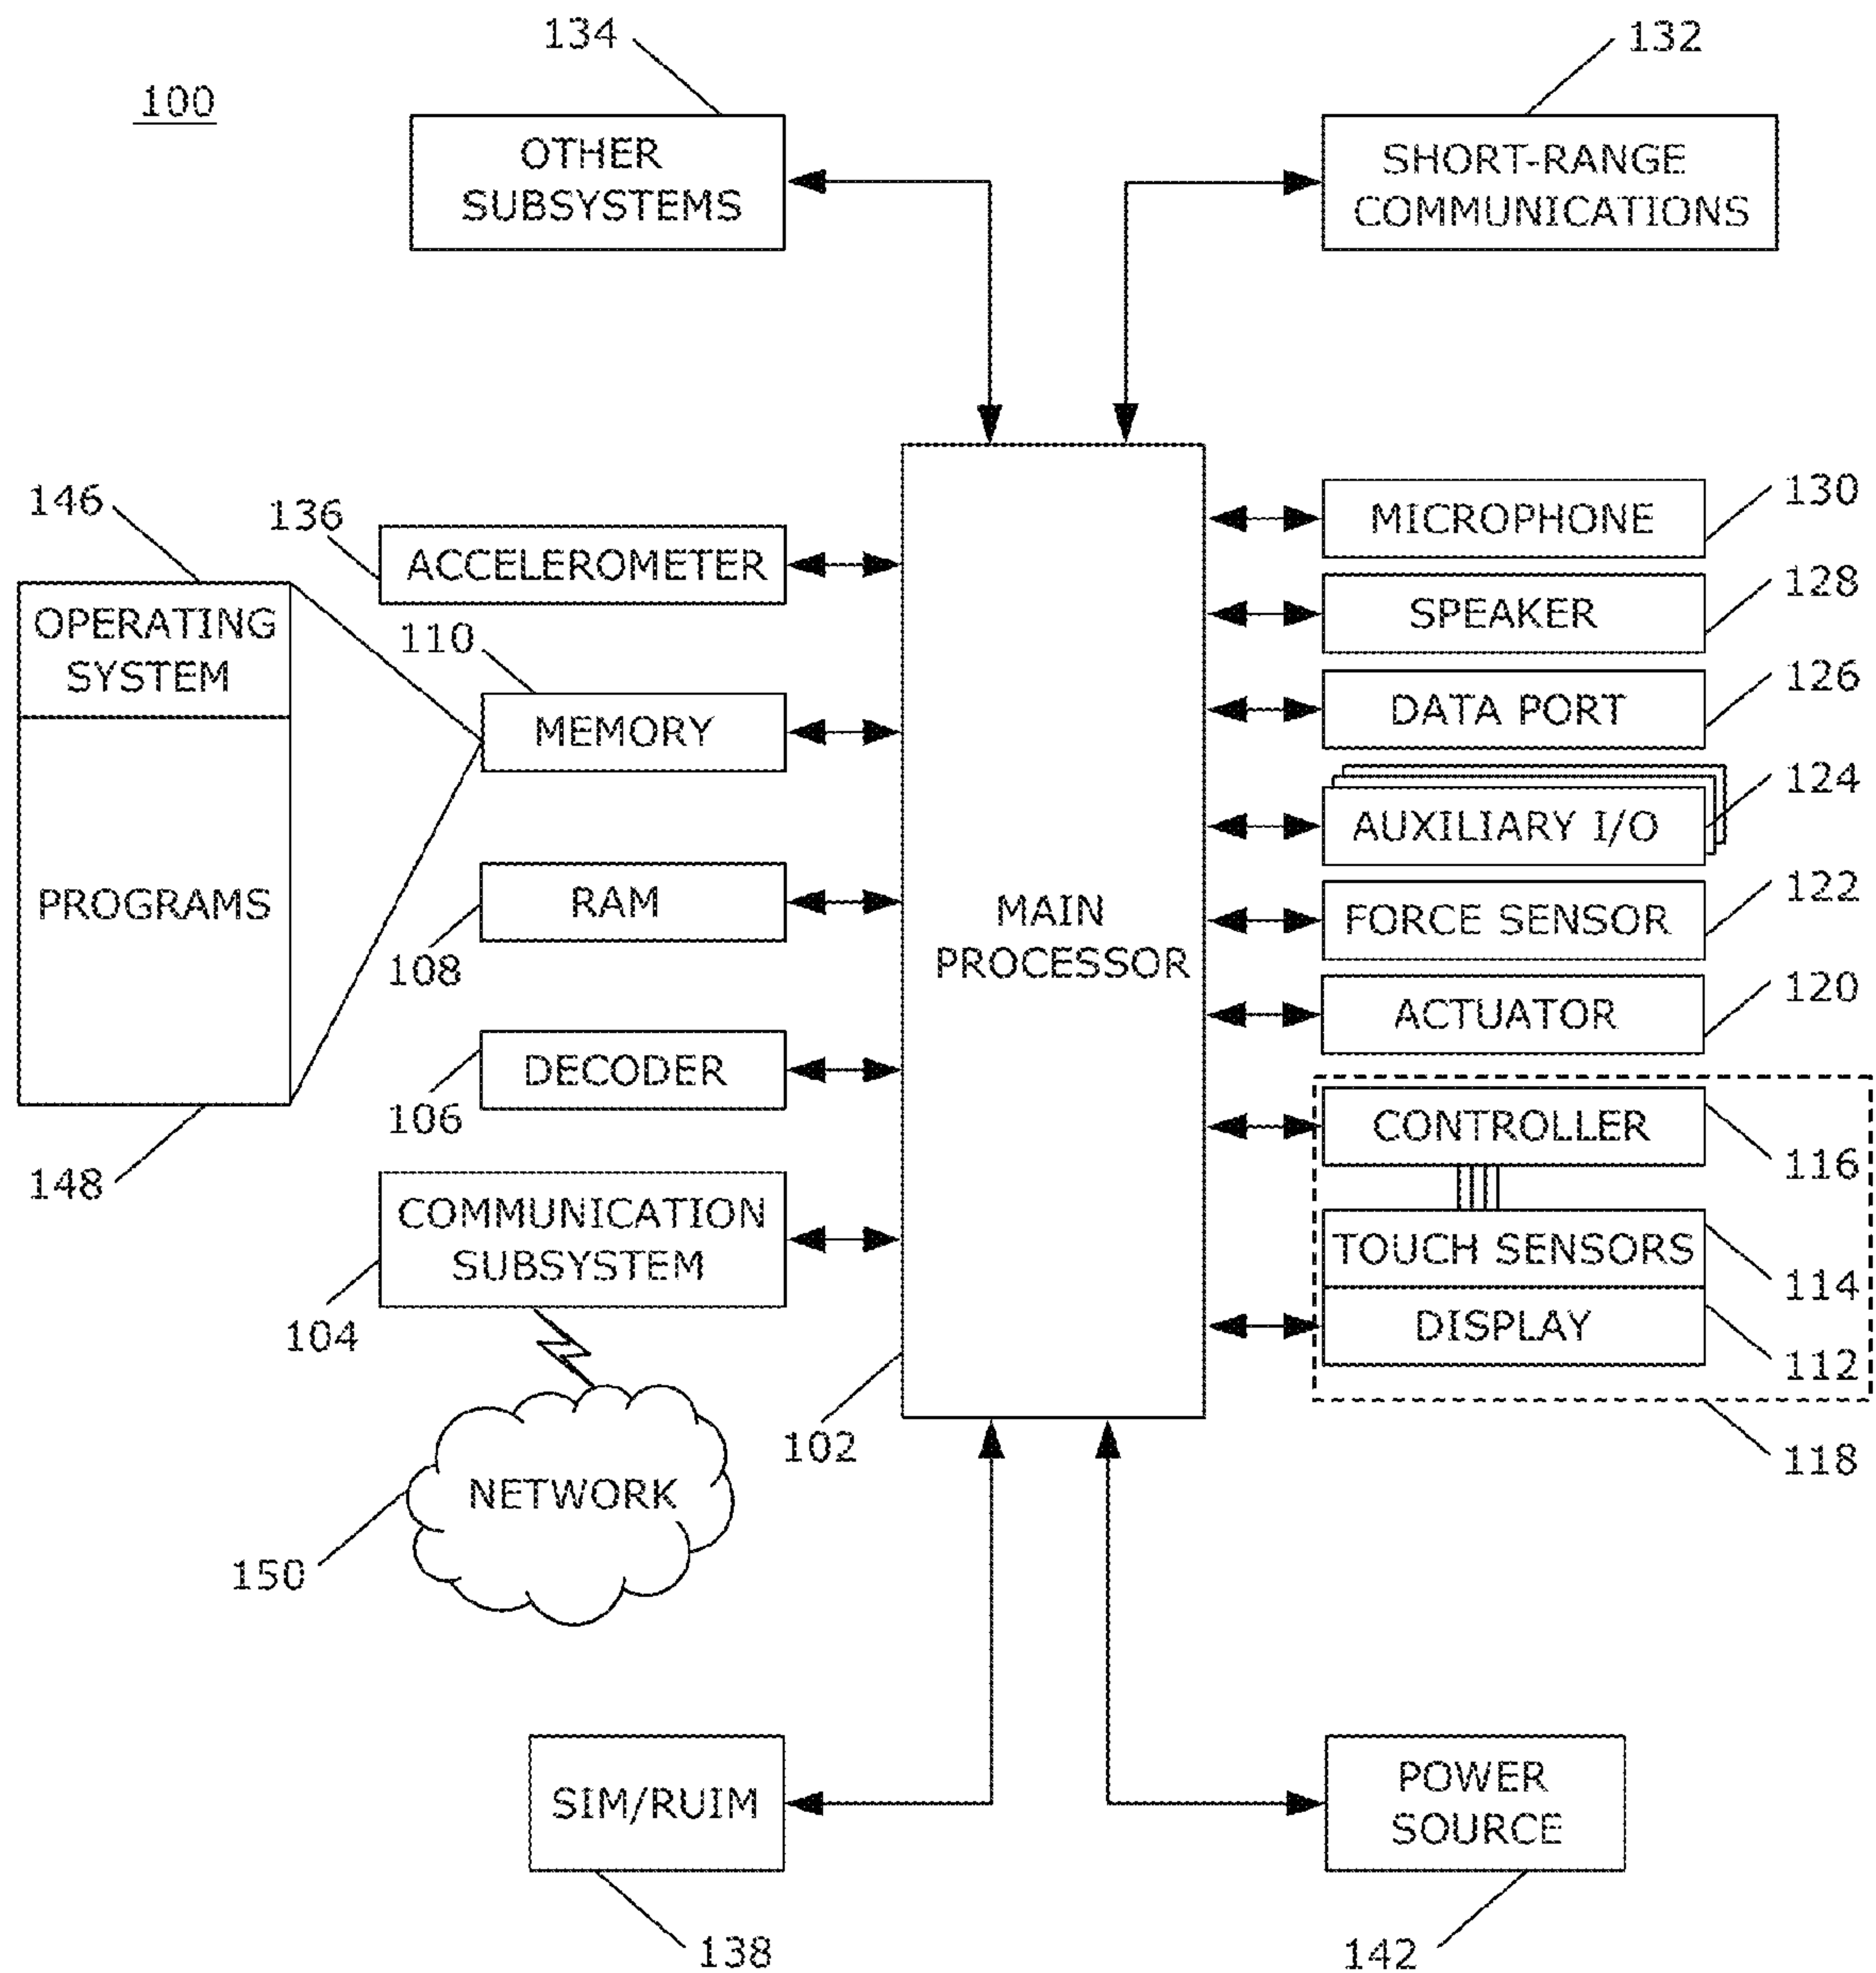 134
132
100
OTHER
SUBSYSTEMS
SHORT-RANGE
COMMUNICATIONS
146
136
ACCELEROMETER
MICROPHONE
130
OPERATING
SYSTEM
110
MEMORY
SPEAKER
128
DATA PORT
126
AUXILIARY I/O
124
PROGRAMS
RAM
108
MAIN
PROCESSOR
FORCE SENSOR
122
ACTUATOR
120
DECODER
106
CONTROLLER
116
148
COMMUNICATION
SUBSYSTEM
104
TOUCH SENSORS
114
DISPLAY
112
102
118
NETWORK
150
SIM/RUIM
138
POWER
SOURCE
142